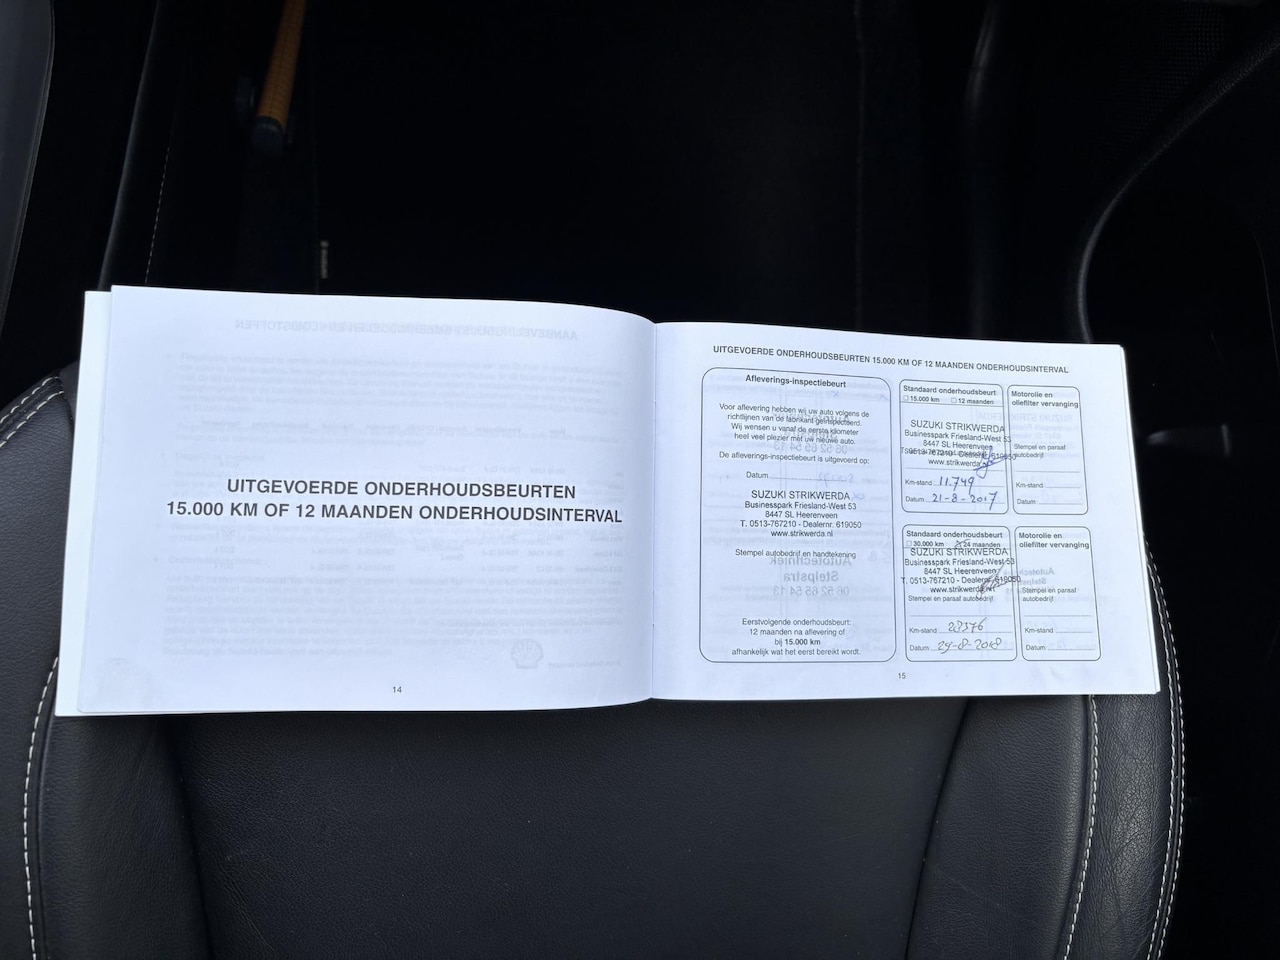 UITGEVOERDE ONDERHOUDSBEURTEN
15.000 KM OF 12 MAANDEN ONDERHOUDSINTERVAL
14
UITGEVOERDE ONDERHOUDSBEURTEN 15.000 KM OF 12 MAANDEN ONDERHOUDSINTERVAL
Afleverings-inspectiebeurt
Voor aflevering hebben wij uw auto volgens de
richtlijnen van de fabrikant geïnspecteerd.
Wij wensen u vanaf de eerste kilometer
heel veel plezier met uw nieuwe auto.
De afleverings-inspectiebeurt is uitgevoerd op:
Datum
SUZUKI STRIKWERDA
Businesspark Friesland-West 53
8447 SL Heerenveen
T. 0513-767210 - Dealernr. 619050
www.strikwerda.nl
Stempel autobedrijf en handtekening
Eerstvolgende onderhoudsbeurt:
12 maanden na aflevering of
bij 15.000 km
afhankelijk wat het eerst bereikt wordt.
Standaard onderhoudsbeurt
15.000 km 12 maanden
SUZUKI STRIKWERDA
Businesspark Friesland-West 53
8447 SL Heerenveen
T. 0513-767210 - Dealernr. 619050
www.strikwerda.nl
Km-stand 11.749
Datum 21-8-2017
Motorolie en
oliefilter vervanging
Stempel en paraaf
autobedrijf
Km-stand
Datum
Standaard onderhoudsbeurt
30.000 km 24 maanden
SUZUKI STRIKWERDA
Businesspark Friesland-West 53
8447 SL Heerenveen
T. 0513-767210 - Dealernr. 619050
www.strikwerda.nl
Stempel en paraaf autobedrijf
Km-stand 28376
Datum 29-8-2018
Motorolie en
oliefilter vervanging
Stempel en paraaf
autobedrijf
Km-stand
Datum
15